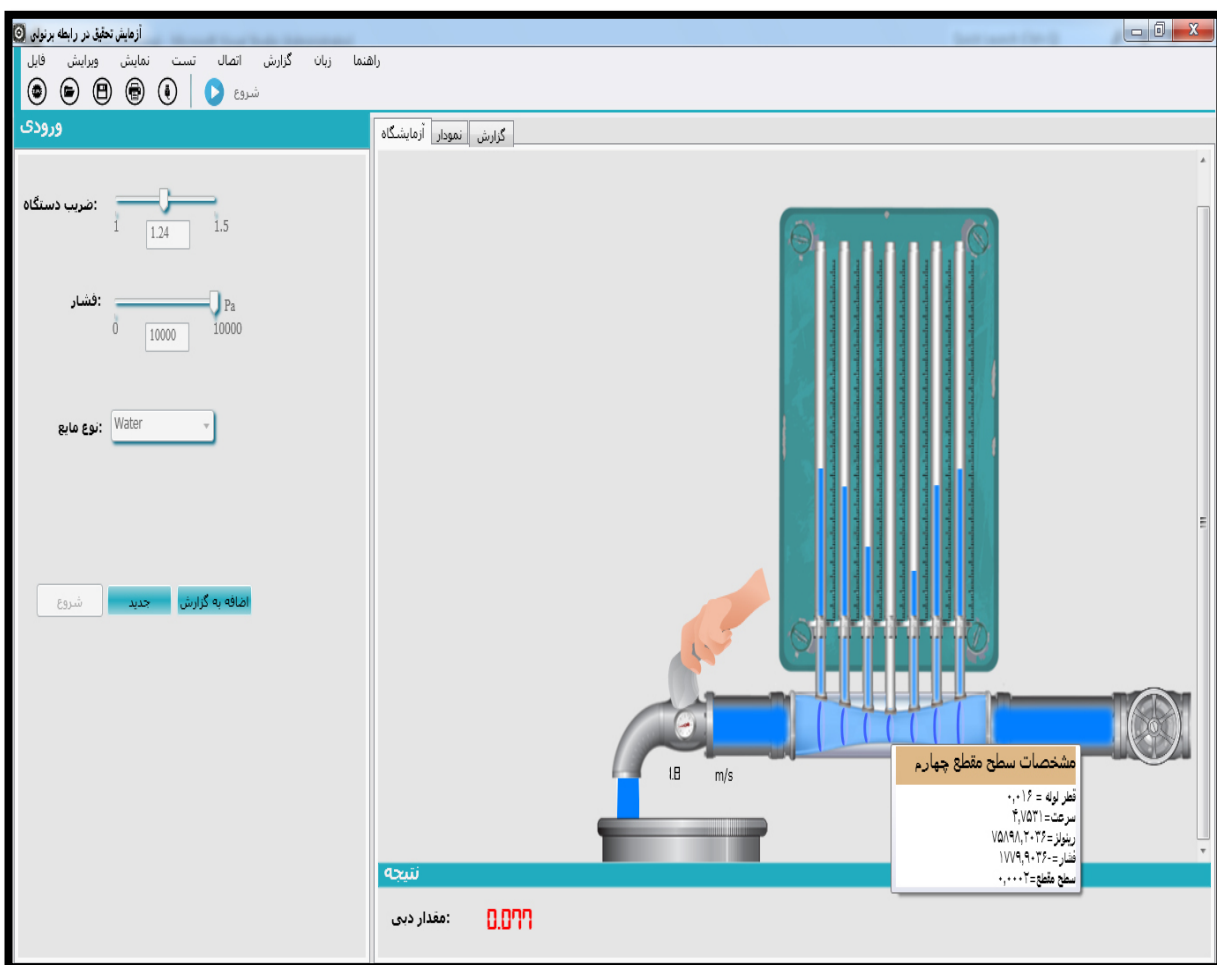 آزمایش تحقیق در رابطه برنولی
فایل ویرایش نمایش تست اتصال گزارش زبان راهنما
شروع
ورودی
آزمایشگاه نمودار گزارش
ضریب دستگاه:
1 1.5
1.24
فشار:
Pa
0 10000
10000
نوع مایع: Water
شروع جدید اضافه به گزارش
1.8 m/s
مشخصات سطح مقطع چهارم
قطر لوله = ۰,۰۱۶
سرعت=۴,۷۵۳۱
رینولز=۷۵۸۹۸,۲۰۳۶
فشار=-۱۷۷۹,۹۰۳۶
سطح مقطع=۰,۰۰۰۲
نتیجه
مقدار دبی: 0.077